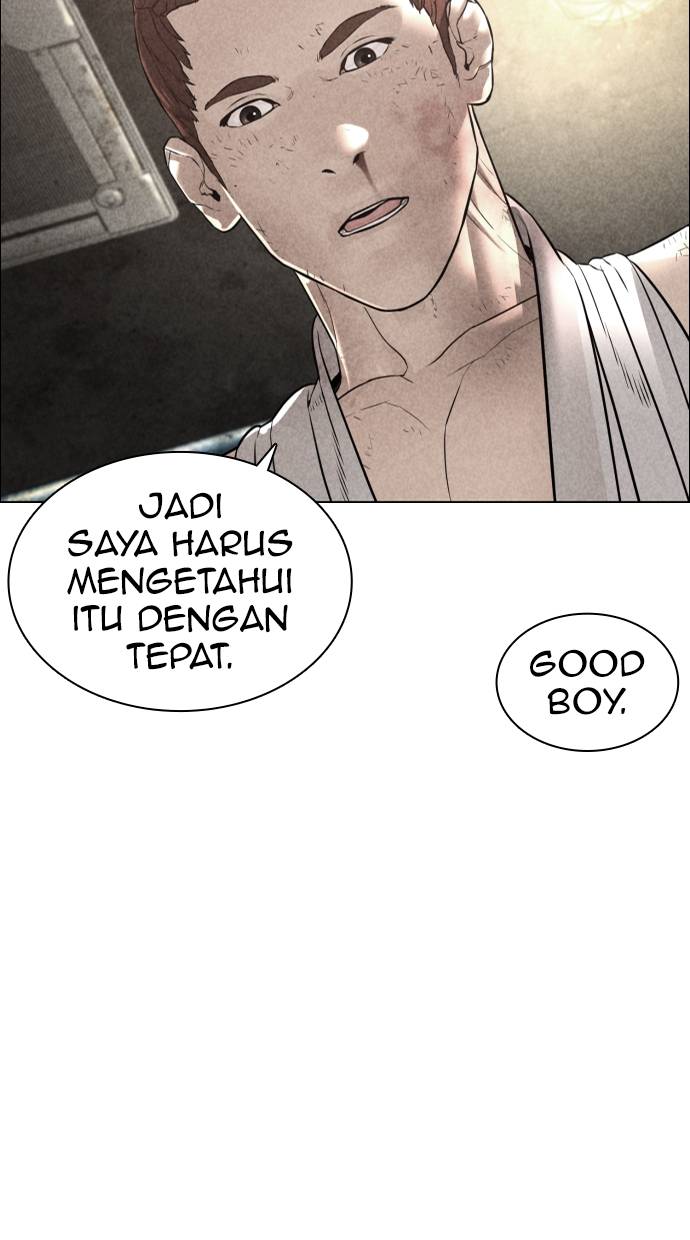 JADI
SAYA HARUS
MENGETAHUI
ITU DENGAN
TEPAT.
GOOD
BOY.